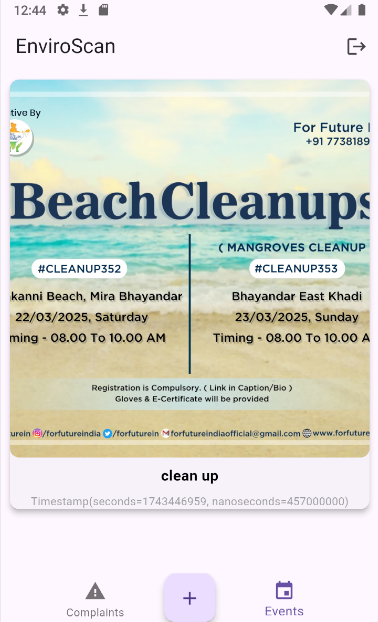 12:44
EnviroScan
tive By
For Future I
+91 7738189
BeachCleanups
( MANGROVES CLEANUP
#CLEANUP352
#CLEANUP353
kanni Beach, Mira Bhayandar
Bhayandar East Khadi
22/03/2025, Saturday
23/03/2025, Sunday
ming - 08.00 To 10.00 AM
Timing - 08.00 To 10.00 A
Registration is Compulsory. ( Link in Caption/Bio )
Gloves & E-Certificate will be provided
urein /forfutureindia /forfuturein forfutureindiaofficial@gmail.com www.forfuture
clean up
Timestamp(seconds=1743446959, nanoseconds=457000000)
Complaints
+
Events